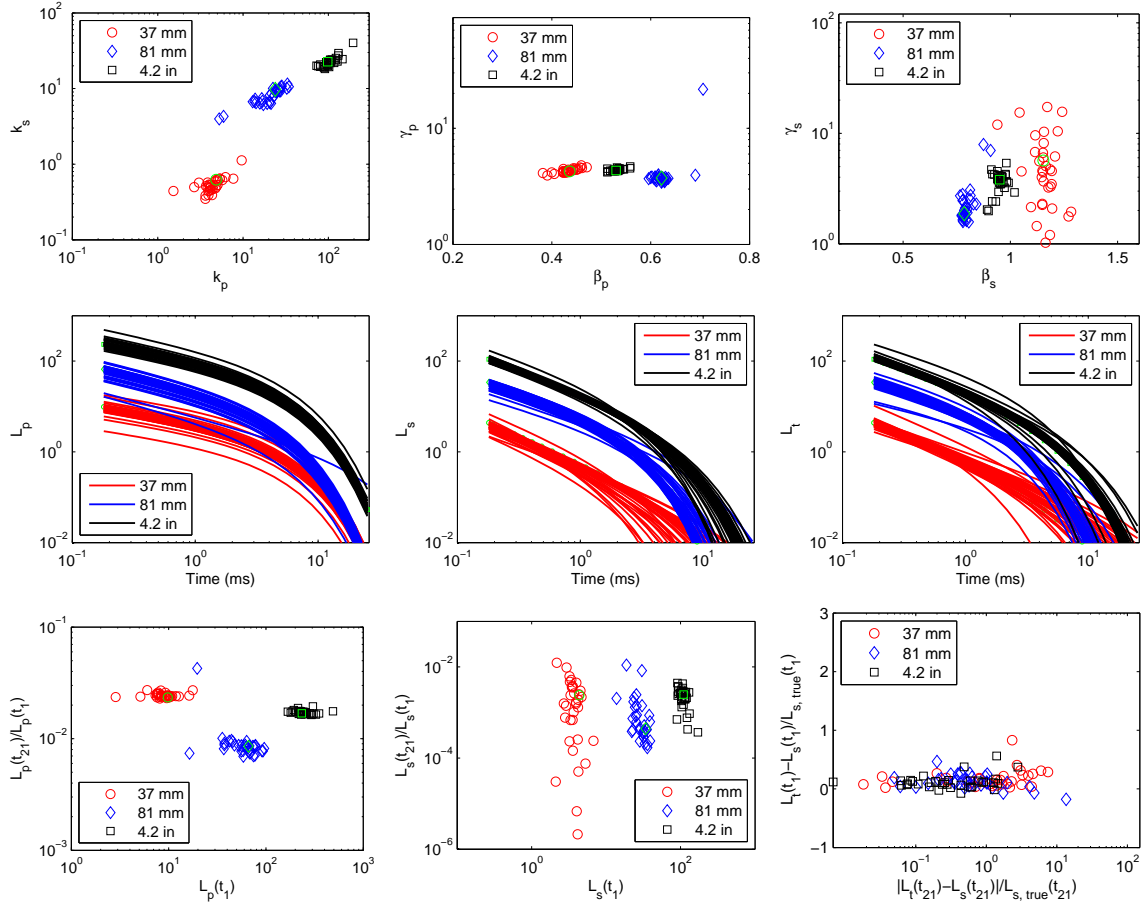 37 mm
81 mm
4.2 in
10^2
10^1
10^0
10^-1
k_s
10^-1
10^0
10^1
10^2
k_p
37 mm
81 mm
4.2 in
10^2
10^1
10^0
γ_p
0.2
0.4
0.6
0.8
β_p
37 mm
81 mm
4.2 in
10^2
10^1
10^0
γ_s
0.5
1
1.5
β_s
10^2
10^0
10^-2
L_p
37 mm
81 mm
4.2 in
10^-1
10^0
10^1
Time (ms)
10^2
10^0
10^-2
L_s
37 mm
81 mm
4.2 in
10^-1
10^0
10^1
Time (ms)
10^2
10^0
10^-2
L_t
37 mm
81 mm
4.2 in
10^-1
10^0
10^1
Time (ms)
10^-1
10^-2
10^-3
L_p(t_21)/L_p(t_1)
37 mm
81 mm
4.2 in
10^0
10^1
10^2
10^3
L_p(t_1)
10^-2
10^-4
10^-6
L_s(t_21)/L_s(t_1)
37 mm
81 mm
4.2 in
10^0
10^2
L_s(t_1)
37 mm
81 mm
4.2 in
3
2
1
0
-1
L_t(t_1)-L_s(t_1)/L_s, true(t_1)
10^-1
10^0
10^1
|L_t(t_21)-L_s(t_21)|/L_s, true(t_21)